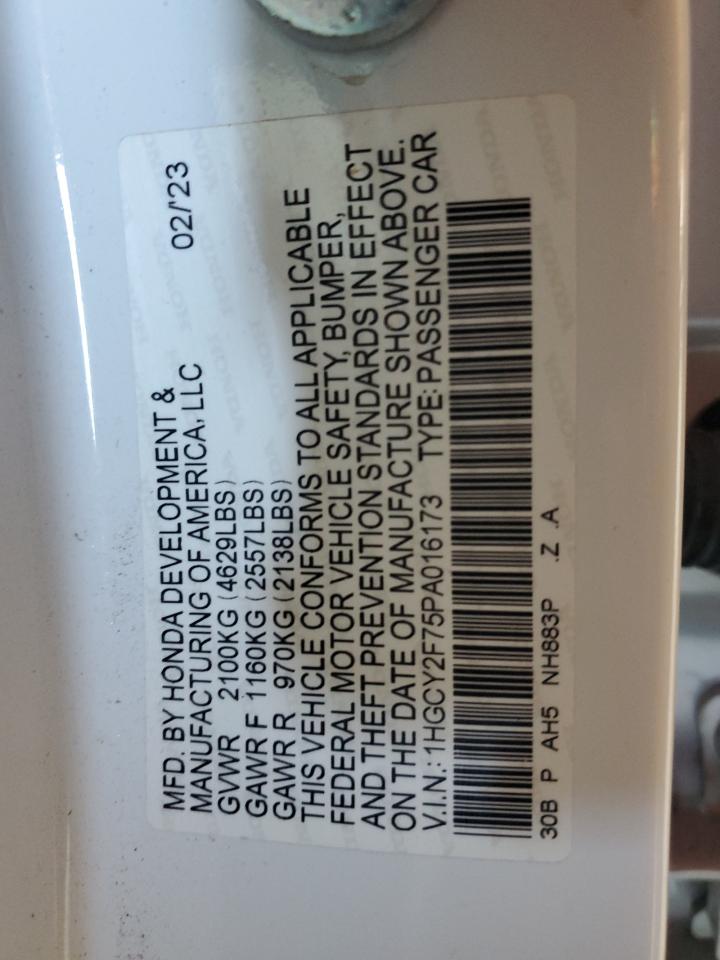 MFD. BY HONDA DEVELOPMENT & 02/'23
MANUFACTURING OF AMERICA, LLC
GVWR 2100KG (4629LBS)
GAWR F 1160KG (2557LBS)
GAWR R 970KG (2138LBS)
THIS VEHICLE CONFORMS TO ALL APPLICABLE
FEDERAL MOTOR VEHICLE SAFETY, BUMPER,
AND THEFT PREVENTION STANDARDS IN EFFECT
ON THE DATE OF MANUFACTURE SHOWN ABOVE.
V.I.N.: 1HGCY2F75PA016173 TYPE: PASSENGER CAR
30B P AH5 NH883P .Z .A